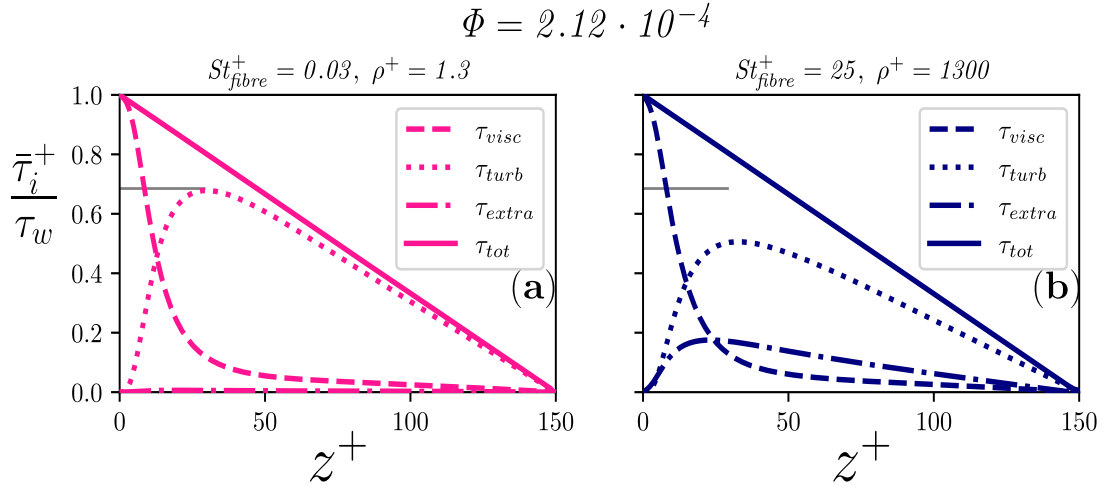 Φ = 2.12 · 10⁻⁴
St⁺_fibre = 0.03, ρ⁺ = 1.3
St⁺_fibre = 25, ρ⁺ = 1300
τ̄ᵢ⁺
τ_w
1.0
0.8
0.6
0.4
0.2
0.0
τ_visc
τ_turb
τ_extra
τ_tot
(a)
0
50
100
150
z⁺
τ_visc
τ_turb
τ_extra
τ_tot
(b)
0
50
100
150
z⁺